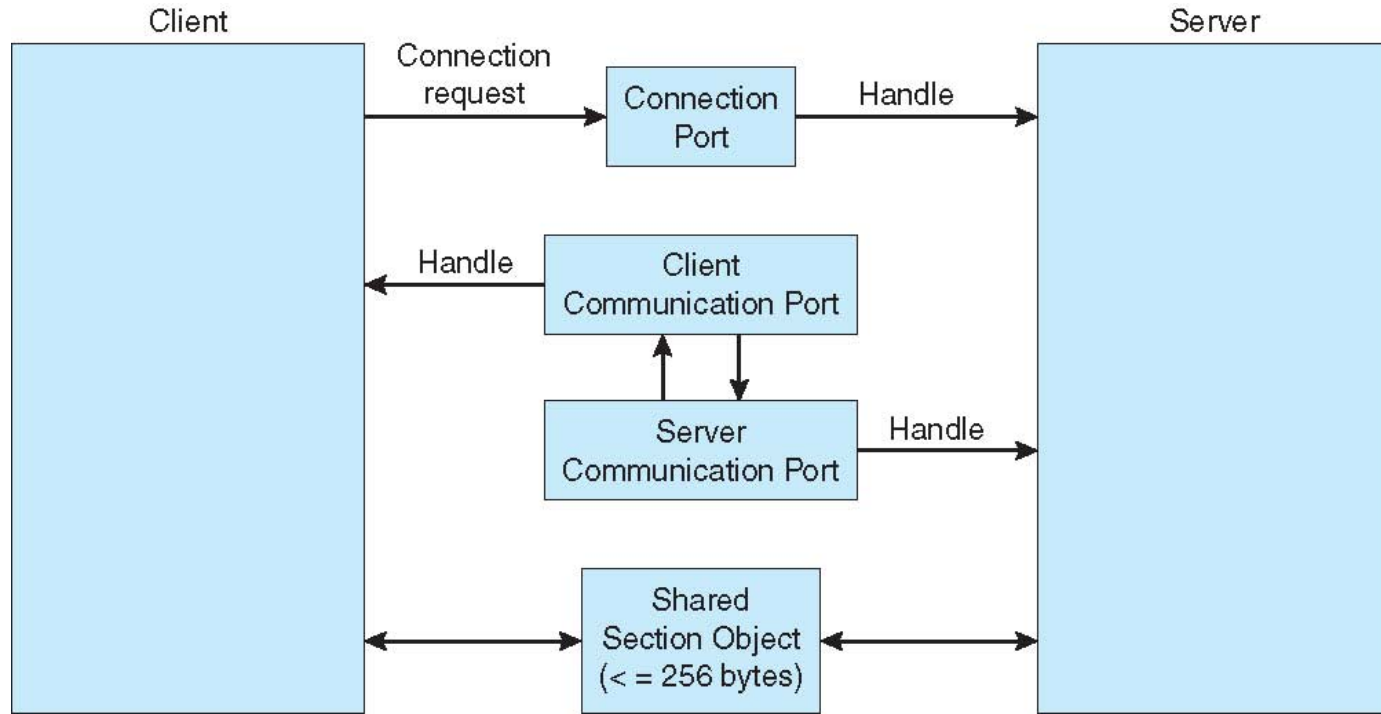 Client
Server
Connection
request
Connection
Port
Handle
Handle
Client
Communication Port
Server
Communication Port
Handle
Shared
Section Object
(< = 256 bytes)